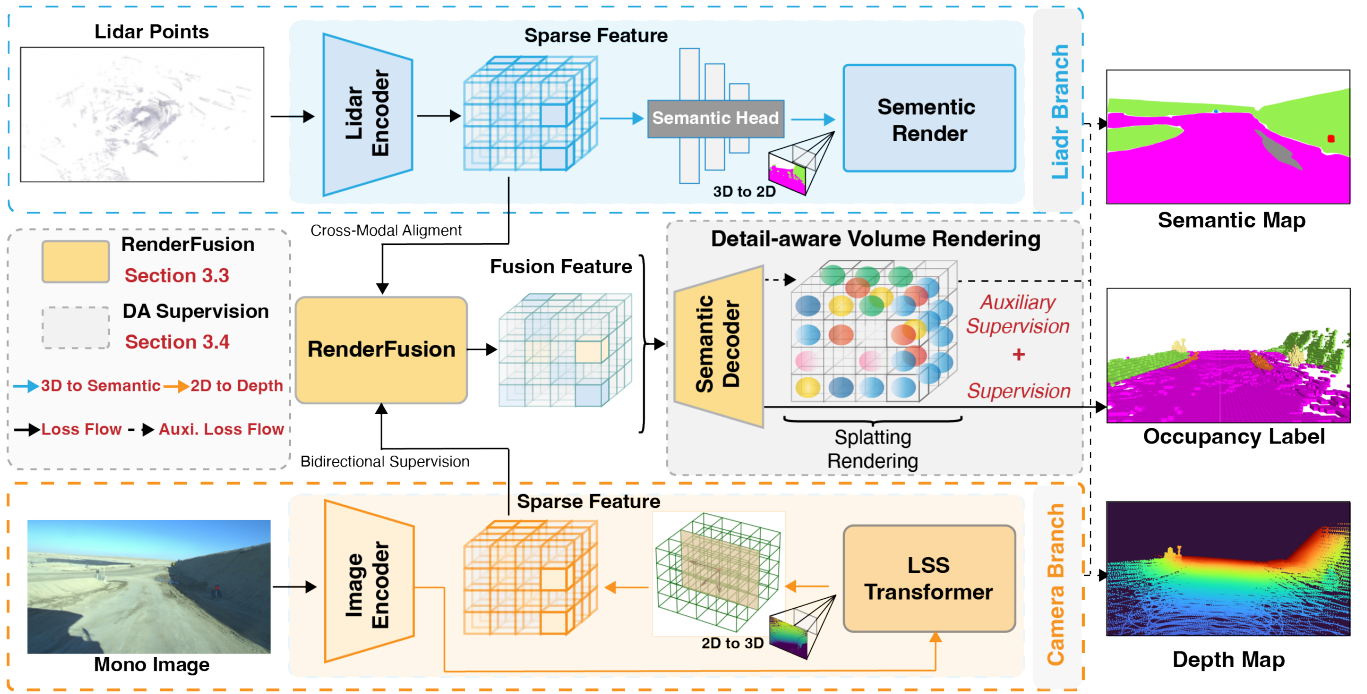 Lidar Points
Lidar
Encoder
Sparse Feature
Semantic Head
3D to 2D
Sementic
Render
Liadr Branch
Semantic Map
RenderFusion
Section 3.3
DA Supervision
Section 3.4
3D to Semantic
2D to Depth
Loss Flow
Auxi. Loss Flow
Cross-Modal Aligment
RenderFusion
Bidirectional Supervision
Fusion Feature
Detail-aware Volume Rendering
Semantic
Decoder
Auxiliary
Supervision
+
Supervision
Splatting
Rendering
Occupancy Label
Mono Image
Image
Encoder
Sparse Feature
2D to 3D
LSS
Transformer
Camera Branch
Depth Map